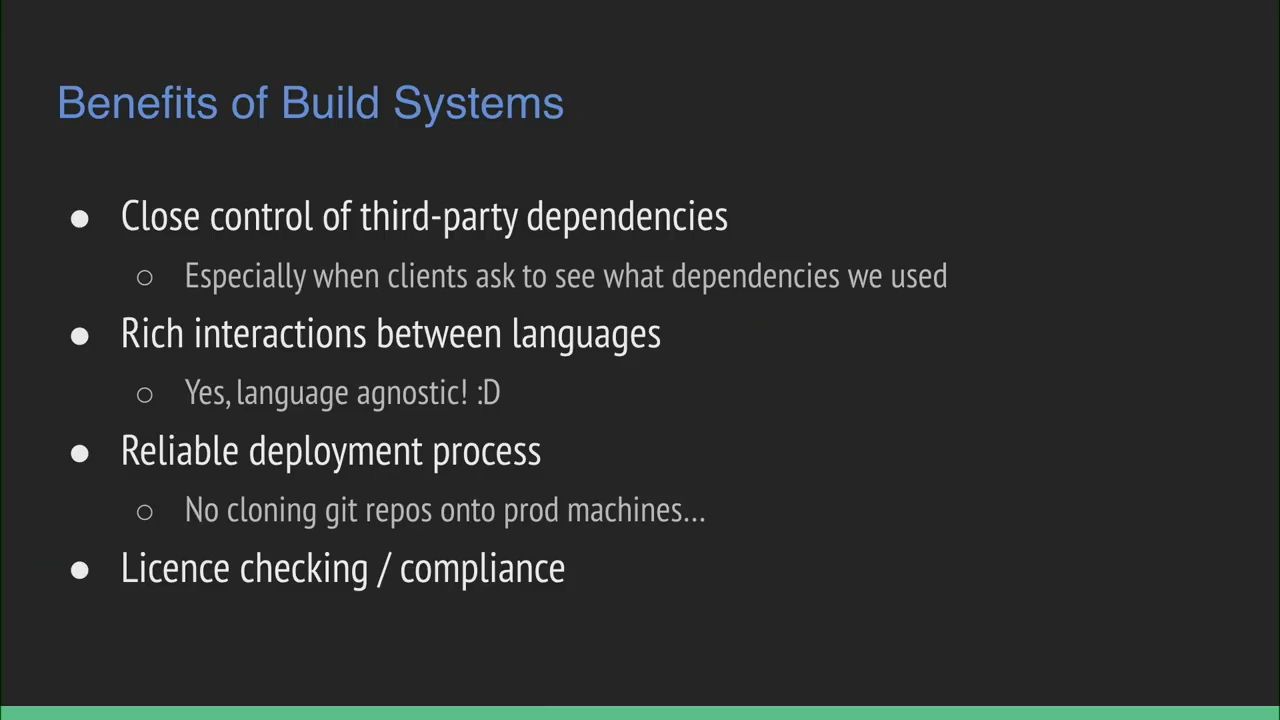 Benefits of Build Systems
● Close control of third-party dependencies
○ Especially when clients ask to see what dependencies we used
● Rich interactions between languages
○ Yes, language agnostic! :D
● Reliable deployment process
○ No cloning git repos onto prod machines...
● Licence checking / compliance